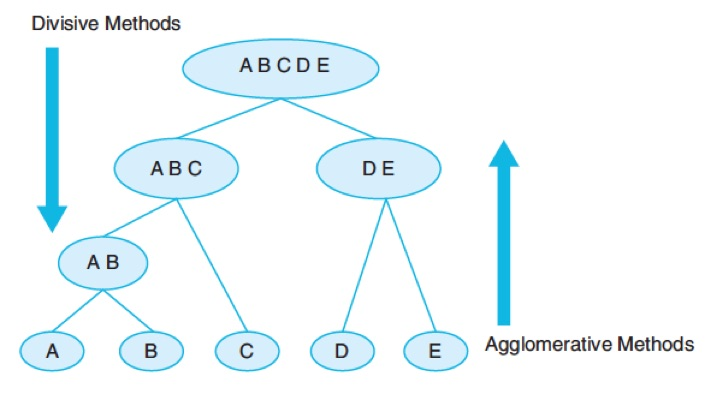 Divisive Methods
A B C D E
A B C
D E
A B
A
B
C
D
E
Agglomerative Methods